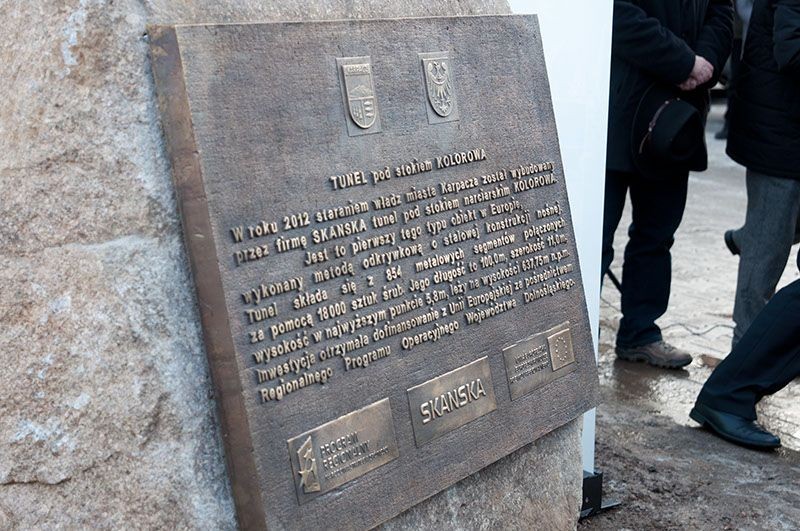 KARPACZ
TUNEL pod stokiem KOLOROWA
W roku 2012 staraniem władz miasta Karpacza został wybudowany
przez firmę SKANSKA tunel pod stokiem narciarskim KOLOROWA.
Jest to pierwszy tego typu obiekt w Europie,
wykonany metodą odkrywkową o stalowej konstrukcji nośnej
Tunel składa się z 854 metalowych segmentów połączonych
za pomocą 18000 sztuk śrub. Jego długość to 100,0m, szerokość 11,0m;
wysokość w najwyższym punkcie 5,8m, leży na wysokości 637,75m n.p.m.
Inwestycja otrzymała dofinansowanie z Unii Europejskiej za pośrednictwem
Regionalnego Programu Operacyjnego Województwa Dolnośląskiego.
PROGRAM
REGIONALNY
SKANSKA